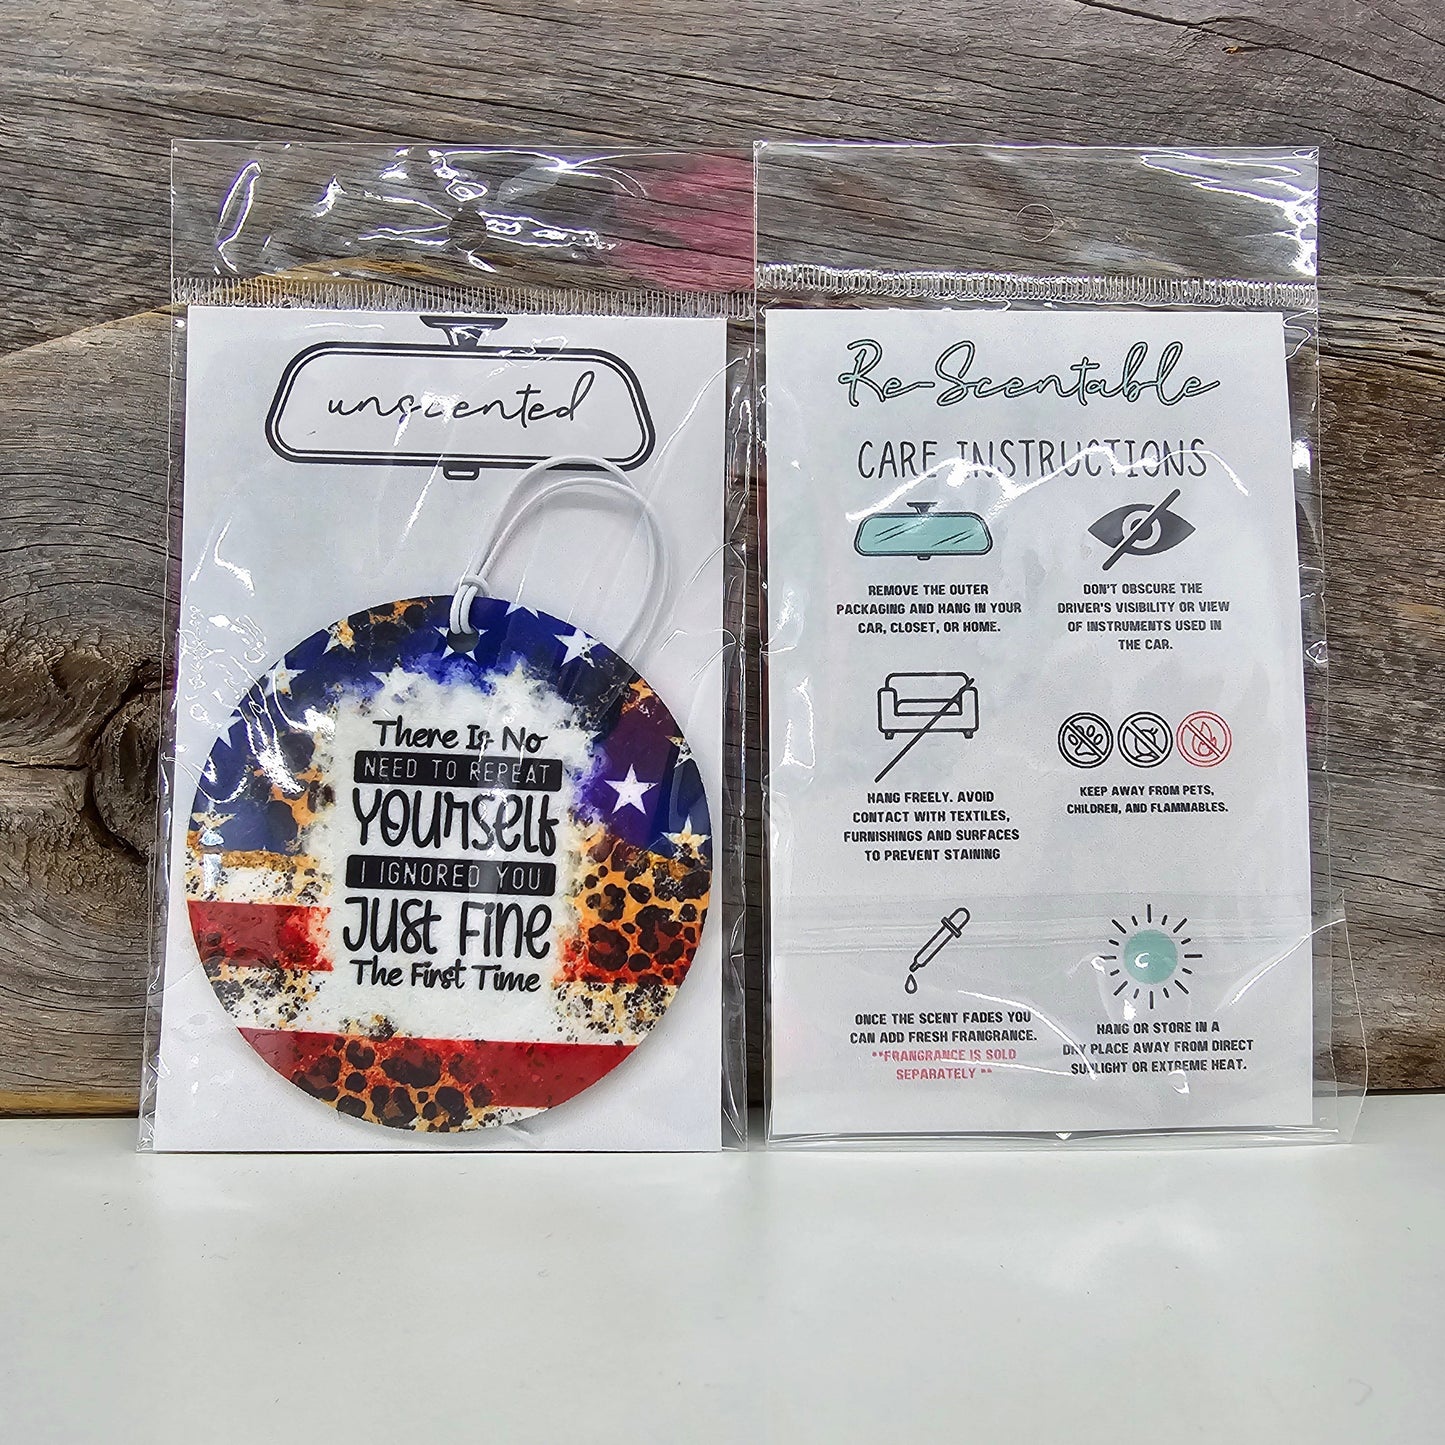 unscented
There Is No
NEED TO REPEAT
YOURSELF
I IGNORED YOU
JUST FINE
The First Time
Re-Scentable
CARE INSTRUCTIONS
REMOVE THE OUTER
PACKAGING AND HANG IN YOUR
CAR, CLOSET, OR HOME.
DON'T OBSCURE THE
DRIVER'S VISIBILITY OR VIEW
OF INSTRUMENTS USED IN
THE CAR.
HANG FREELY. AVOID
CONTACT WITH TEXTILES,
FURNISHINGS AND SURFACES
TO PREVENT STAINING
KEEP AWAY FROM PETS,
CHILDREN, AND FLAMMABLES.
ONCE THE SCENT FADES YOU
CAN ADD FRESH FRANGRANCE.
**FRANGRANCE IS SOLD
SEPARATELY **
HANG OR STORE IN A
DRY PLACE AWAY FROM DIRECT
SUNLIGHT OR EXTREME HEAT.